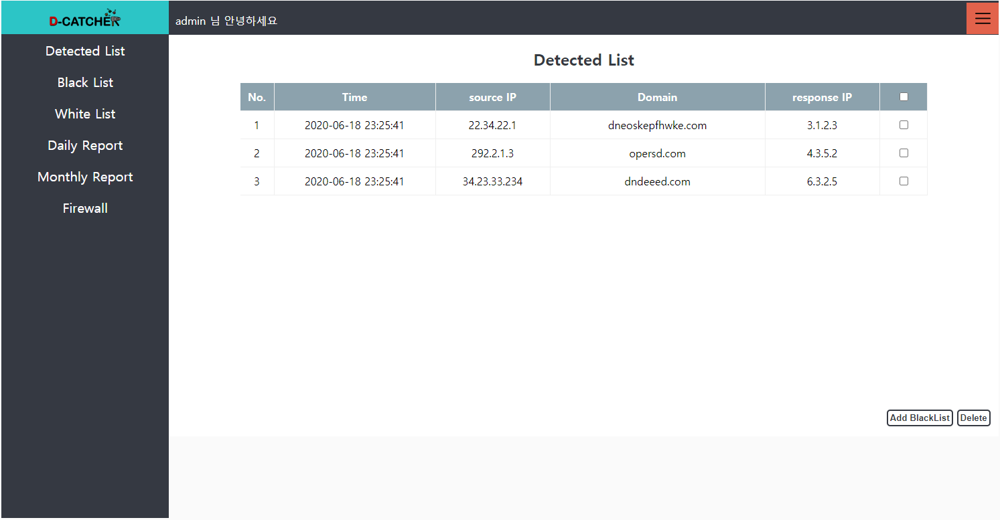 D-CATCHER
admin 님 안녕하세요
Detected List
Black List
White List
Daily Report
Monthly Report
Firewall
Detected List
No. Time source IP Domain response IP
1 2020-06-18 23:25:41 22.34.22.1 dneoskepfhwke.com 3.1.2.3
2 2020-06-18 23:25:41 292.2.1.3 opersd.com 4.3.5.2
3 2020-06-18 23:25:41 34.23.33.234 dndeeed.com 6.3.2.5
Add BlackList Delete